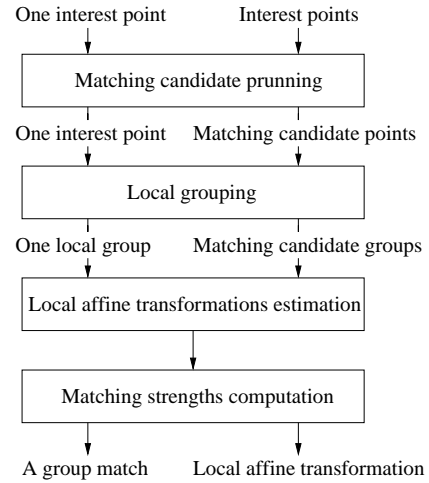 One interest point Interest points
Matching candidate prunning
One interest point Matching candidate points
Local grouping
One local group Matching candidate groups
Local affine transformations estimation
Matching strengths computation
A group match Local affine transformation